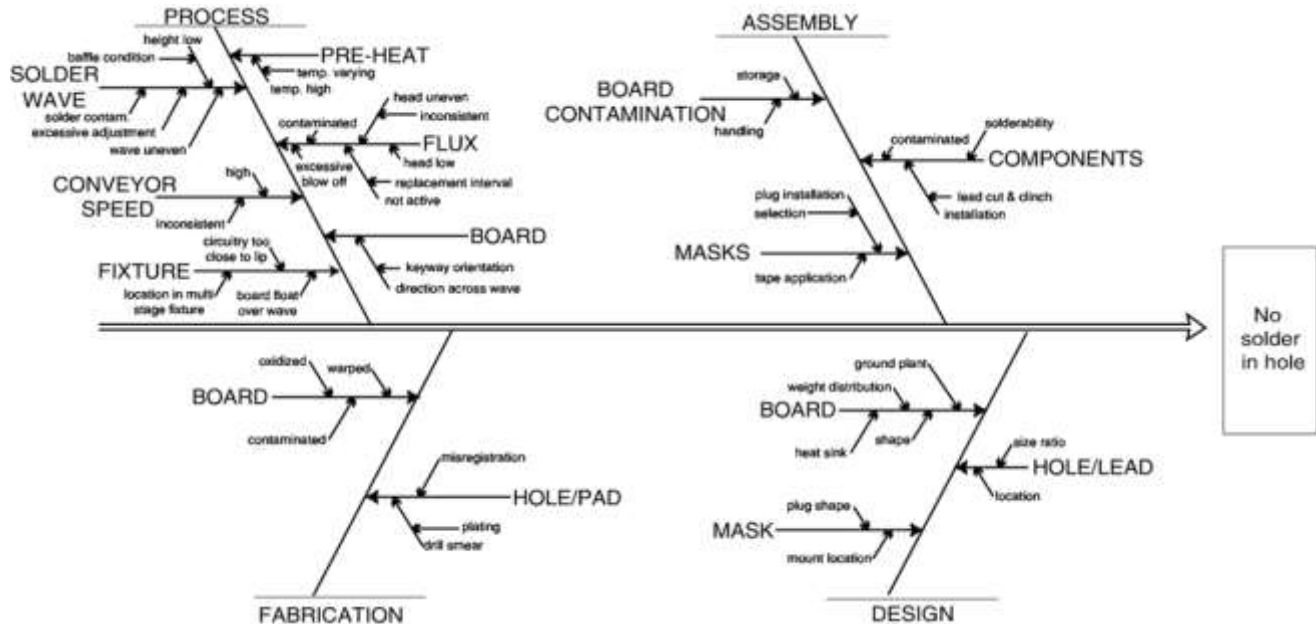 PROCESS
height low
baffle condition
SOLDER
WAVE
solder contam.
excessive adjustment
wave uneven
PRE-HEAT
temp. varying
temp. high
head uneven
inconsistent
contaminated
FLUX
excessive
blow off
head low
replacement interval
not active
CONVEYOR
SPEED
high
inconsistent
BOARD
keyway orientation
direction across wave
circuitry too
close to lip
FIXTURE
location in multi
stage fixture
board float
over wave
ASSEMBLY
storage
BOARD
CONTAMINATION
handling
solderability
contaminated
COMPONENTS
lead cut & clinch
installation
plug installation
selection
MASKS
tape application
No
solder
in hole
oxidized
warped
BOARD
contaminated
misregistration
HOLE/PAD
plating
drill smear
FABRICATION
ground plant
weight distribution
BOARD
heat sink
shape
size ratio
HOLE/LEAD
location
plug shape
MASK
mount location
DESIGN